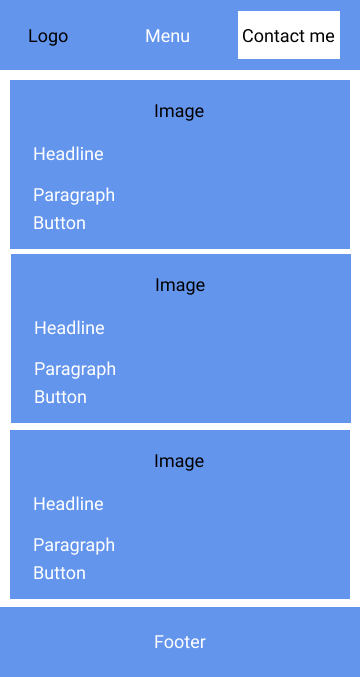 Logo Menu Contact me
Image
Headline
Paragraph
Button
Image
Headline
Paragraph
Button
Image
Headline
Paragraph
Button
Footer